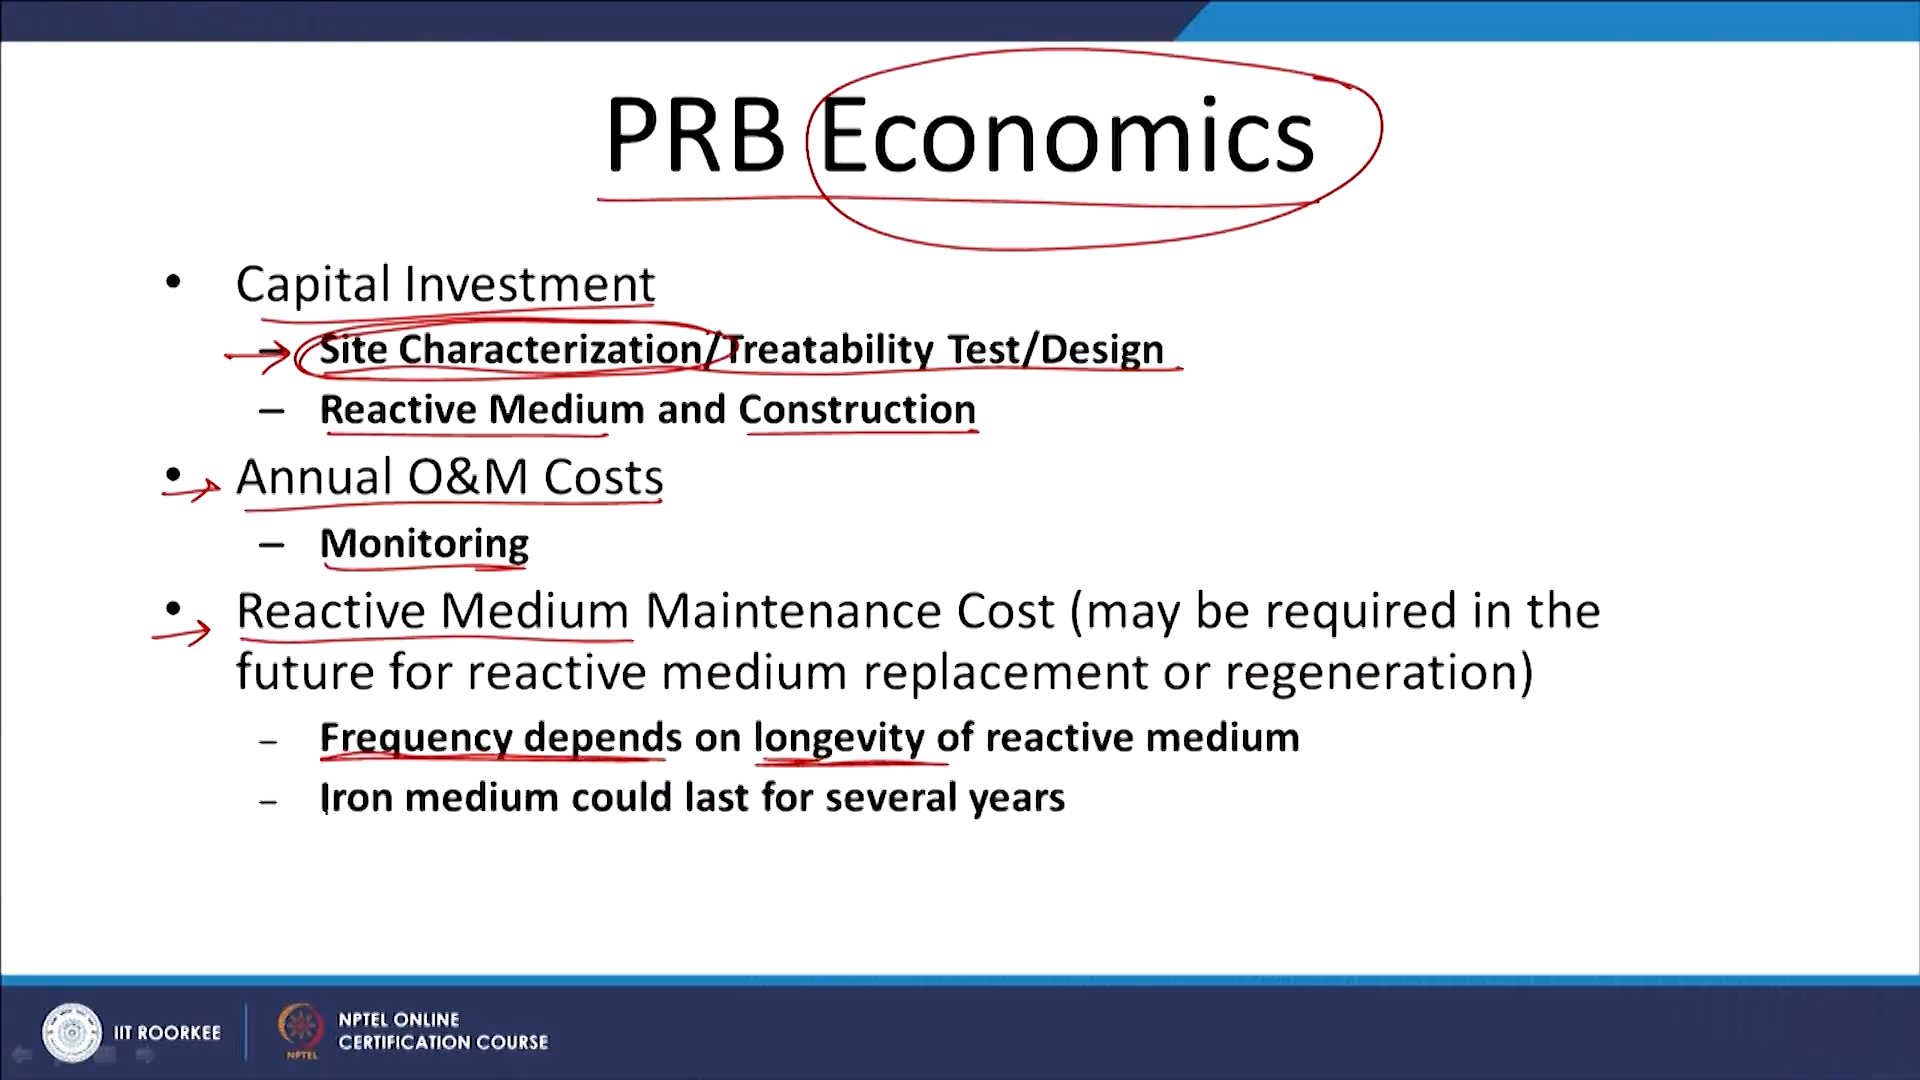 PRB Economics
• Capital Investment
– Site Characterization/Treatability Test/Design
– Reactive Medium and Construction
• Annual O&M Costs
– Monitoring
• Reactive Medium Maintenance Cost (may be required in the
future for reactive medium replacement or regeneration)
– Frequency depends on longevity of reactive medium
– Iron medium could last for several years
IIT ROORKEE
NPTEL
NPTEL ONLINE
CERTIFICATION COURSE